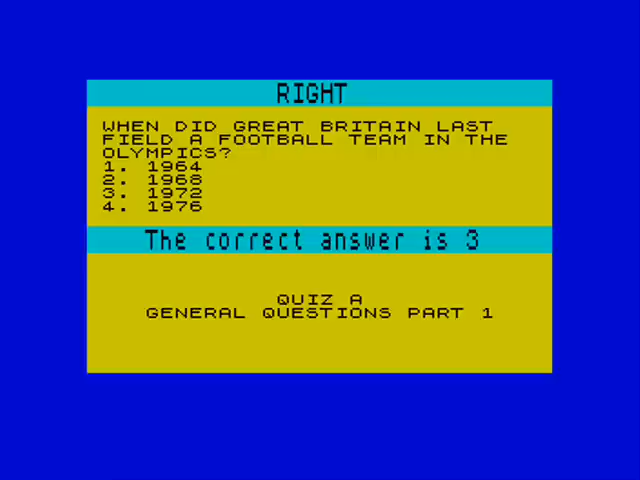 RIGHT
WHEN DID GREAT BRITAIN LAST
FIELD A FOOTBALL TEAM IN THE
OLYMPICS?
1. 1964
2. 1968
3. 1972
4. 1976
The correct answer is 3
QUIZ A
GENERAL QUESTIONS PART 1